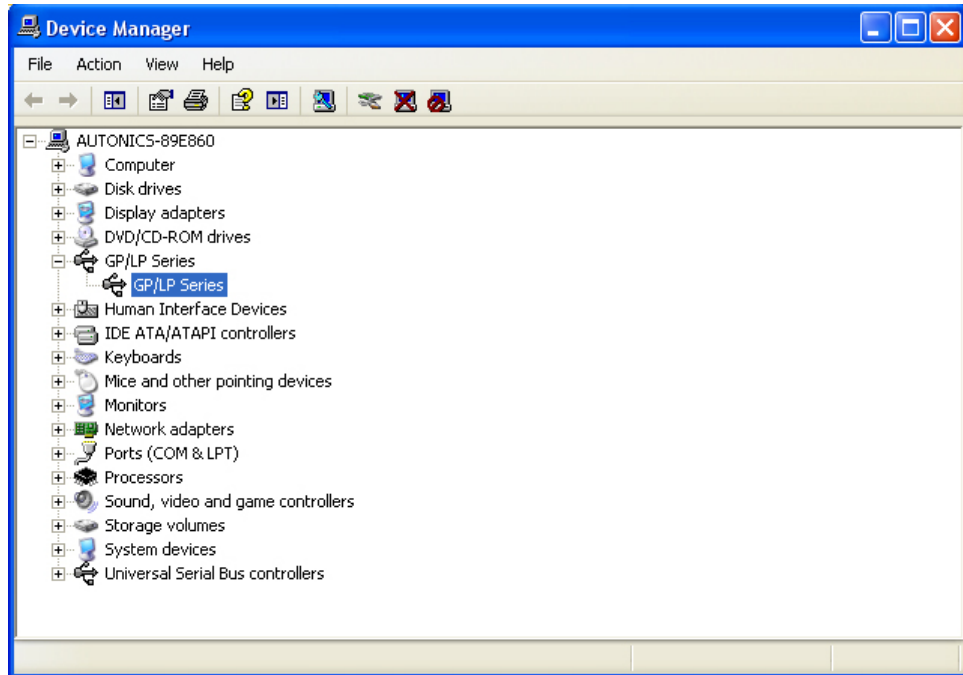 Device Manager
File Action View Help
AUTONICS-89E860
Computer
Disk drives
Display adapters
DVD/CD-ROM drives
GP/LP Series
GP/LP Series
Human Interface Devices
IDE ATA/ATAPI controllers
Keyboards
Mice and other pointing devices
Monitors
Network adapters
Ports (COM & LPT)
Processors
Sound, video and game controllers
Storage volumes
System devices
Universal Serial Bus controllers